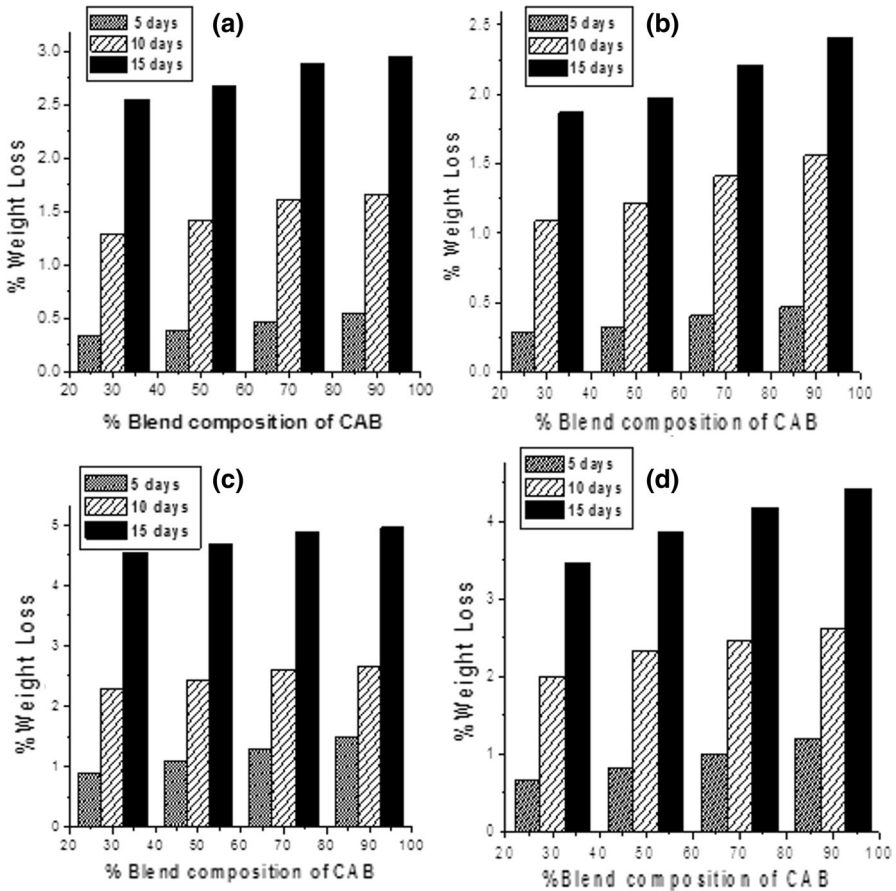 5 days
10 days
15 days
(a)
% Weight Loss
3.0
2.5
2.0
1.5
1.0
0.5
0.0
20 30 40 50 60 70 80 90 100
% Blend composition of CAB
5 days
10 days
15 days
(b)
% Weight Loss
2.5
2.0
1.5
1.0
0.5
0.0
20 30 40 50 60 70 80 90 100
% Blend composition of CAB
5 days
10 days
15 days
(c)
% Weight Loss
5
4
3
2
1
0
20 30 40 50 60 70 80 90 100
% Blend composition of CAB
5 days
10 days
15 days
(d)
% Weight Loss
4
3
2
1
0
20 30 40 50 60 70 80 90 100
%Blend composition of CAB